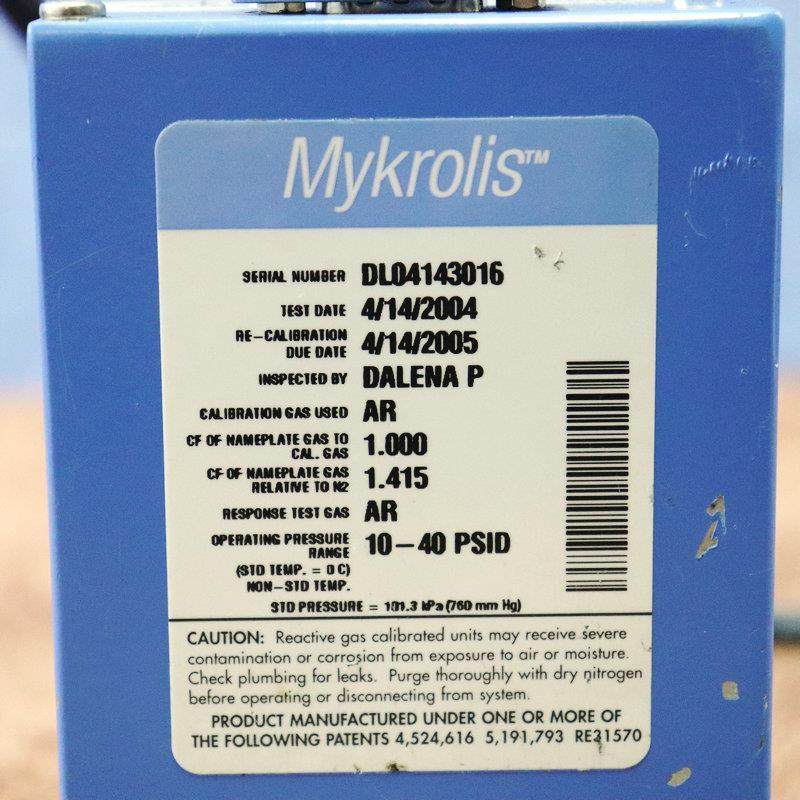 Mykrolis™
SERIAL NUMBER DL04143016
TEST DATE 4/14/2004
RE-CALIBRATION
DUE DATE 4/14/2005
INSPECTED BY DALENA P
CALIBRATION GAS USED AR
CF OF NAMEPLATE GAS TO
CAL. GAS 1.000
CF OF NAMEPLATE GAS
RELATIVE TO N2 1.415
RESPONSE TEST GAS AR
OPERATING PRESSURE
RANGE 10-40 PSID
(STD TEMP. = 0 C)
NON-STD TEMP.
STD PRESSURE = 101.3 kPa (760 mm Hg)
CAUTION: Reactive gas calibrated units may receive severe
contamination or corrosion from exposure to air or moisture.
Check plumbing for leaks. Purge thoroughly with dry nitrogen
before operating or disconnecting from system.
PRODUCT MANUFACTURED UNDER ONE OR MORE OF
THE FOLLOWING PATENTS 4,524,616 5,191,793 RE31570